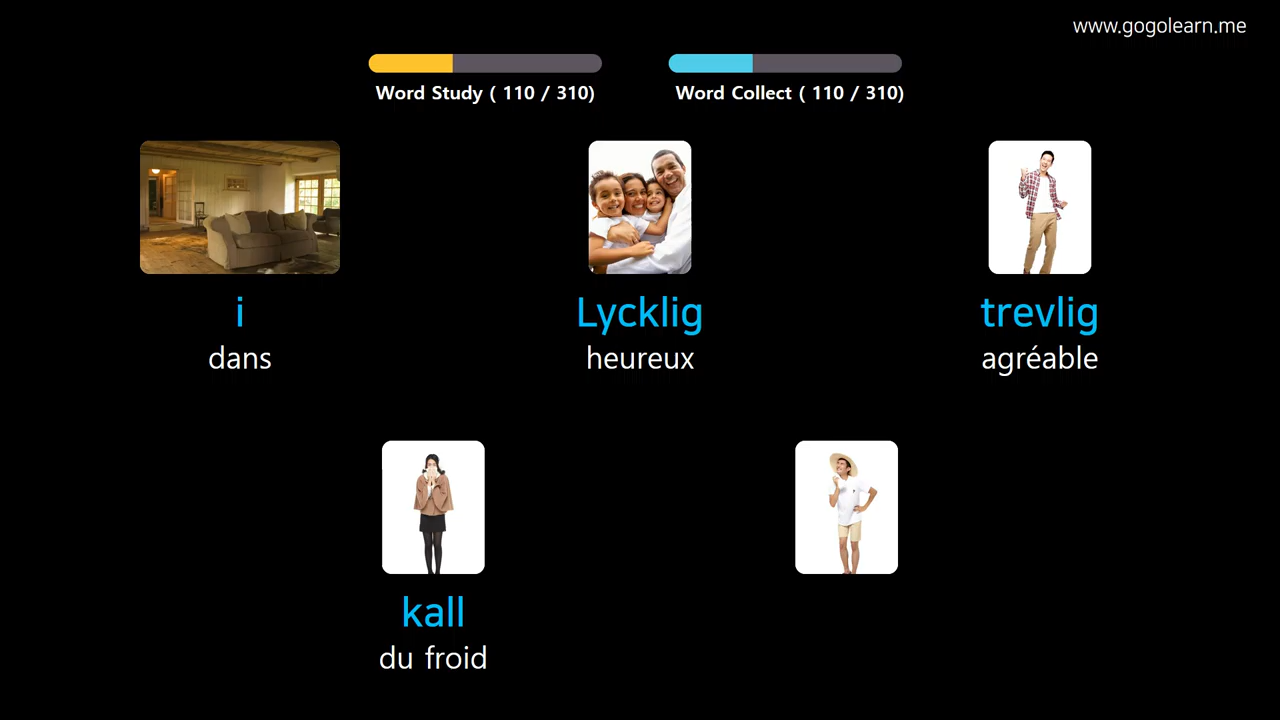 www.gogolearn.me
Word Study ( 110 / 310)
Word Collect ( 110 / 310)
i
dans
Lycklig
heureux
trevlig
agréable
kall
du froid